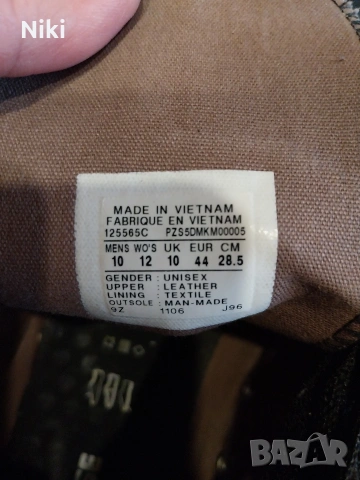 Niki
MADE IN VIETNAM
FABRIQUE EN VIETNAM
125565C PZS5DMKM00005
MENS WO'S UK EUR CM
10 12 10 44 28.5
GENDER : UNISEX
UPPER : LEATHER
LINING : TEXTILE
OUTSOLE : MAN-MADE
9Z 1106 J96
BAZAR